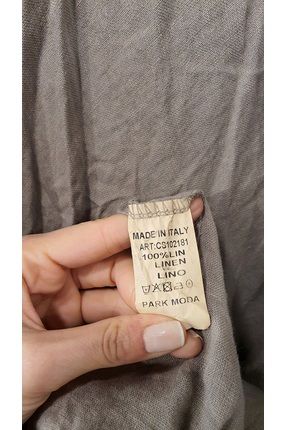 MADE IN ITALY
ART:CS102181
100%LIN
LINEN
LINO
PARK MODA